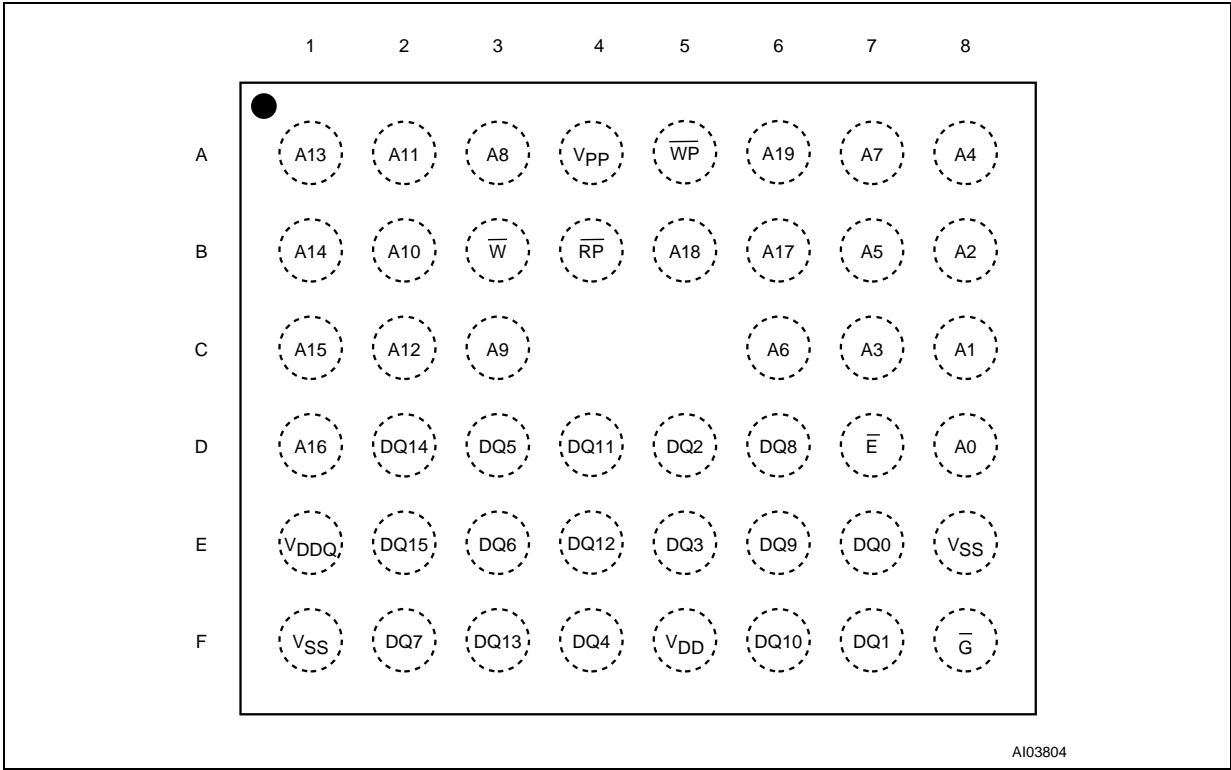 1 2 3 4 5 6 7 8
A A13 A11 A8 VPP W̅P̅ A19 A7 A4
B A14 A10 W̅ R̅P̅ A18 A17 A5 A2
C A15 A12 A9 A6 A3 A1
D A16 DQ14 DQ5 DQ11 DQ2 DQ8 E̅ A0
E VDDQ DQ15 DQ6 DQ12 DQ3 DQ9 DQ0 VSS
F VSS DQ7 DQ13 DQ4 VDD DQ10 DQ1 G̅
AI03804